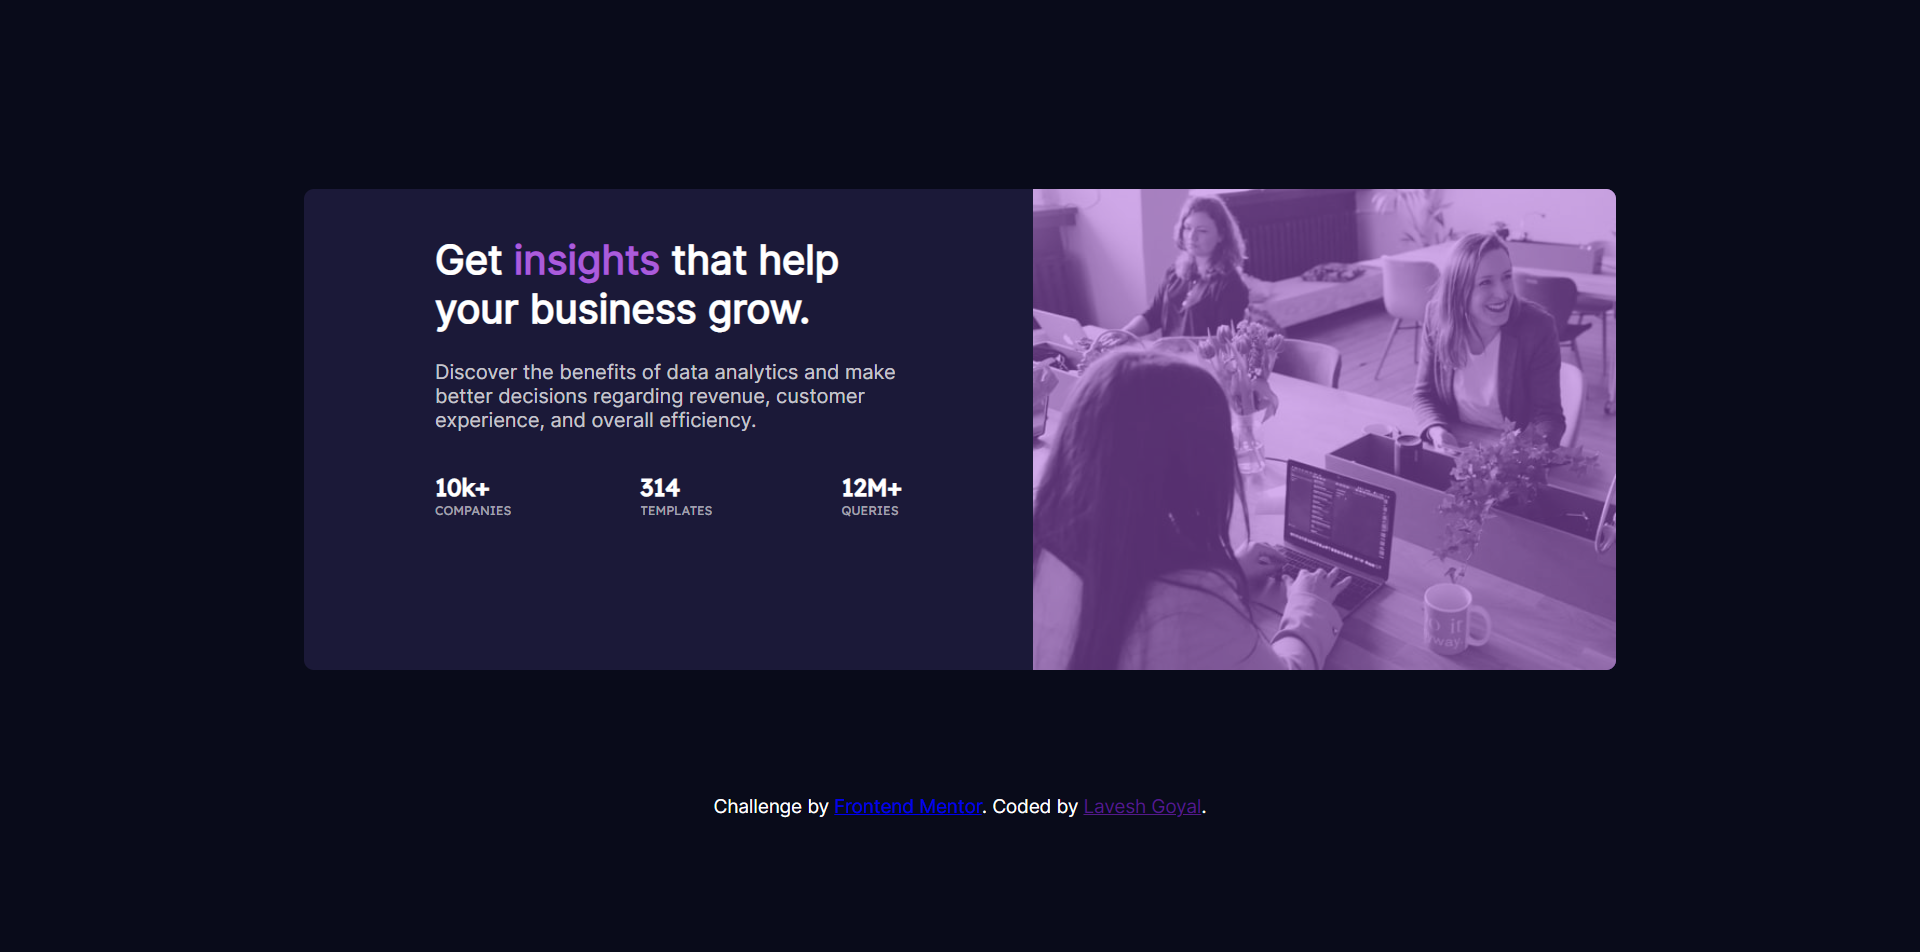 Get insights that help
your business grow.
Discover the benefits of data analytics and make
better decisions regarding revenue, customer
experience, and overall efficiency.
10k+
COMPANIES
314
TEMPLATES
12M+
QUERIES
Challenge by Frontend Mentor. Coded by Lavesh Goyal.